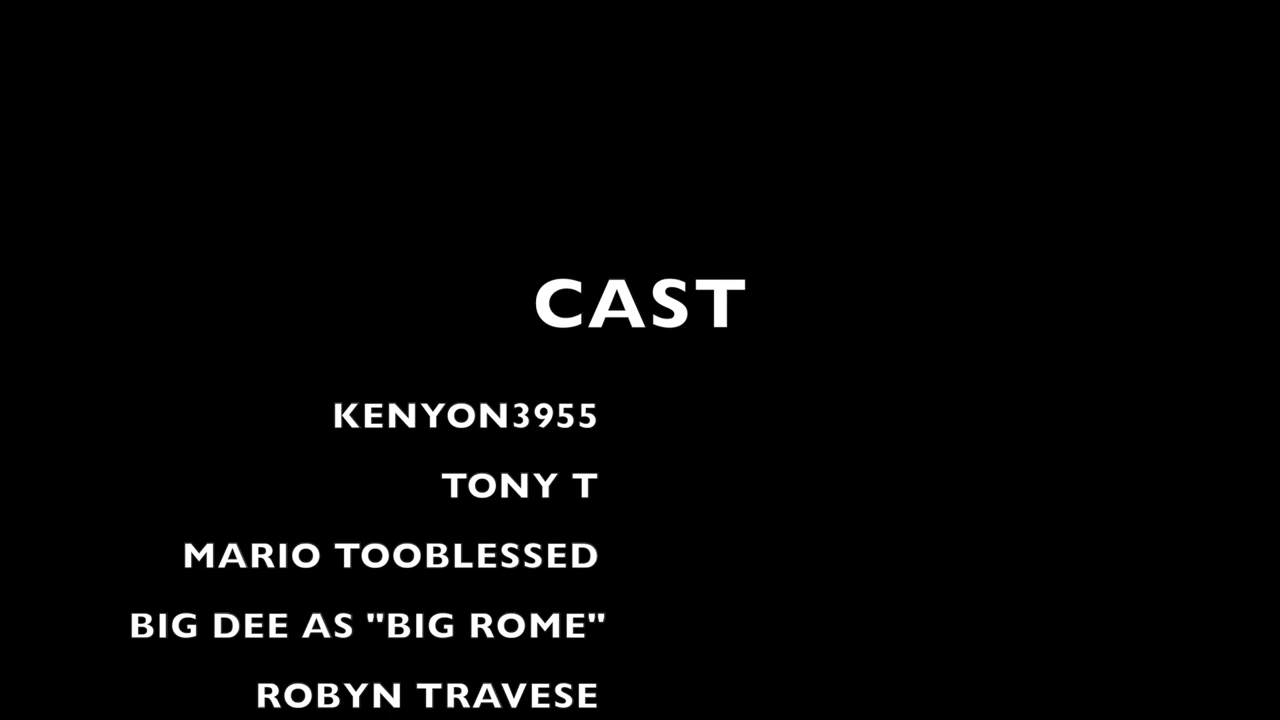 CAST
KENYON3955
TONY T
MARIO TOOBLESSED
BIG DEE AS "BIG ROME"
ROBYN TRAVESE